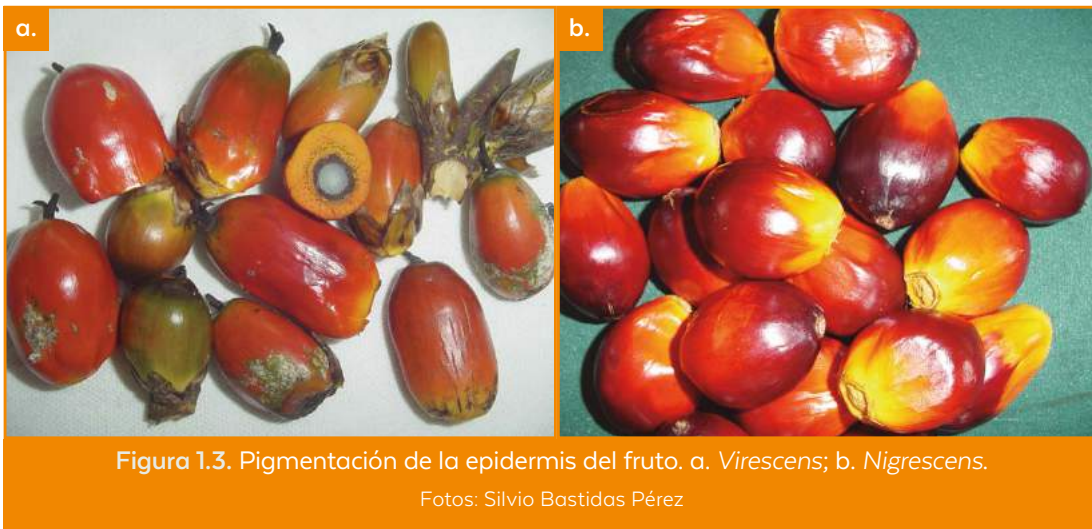 a.
b.
Figura 1.3. Pigmentación de la epidermis del fruto. a. Virescens; b. Nigrescens.
Fotos: Silvio Bastidas Pérez